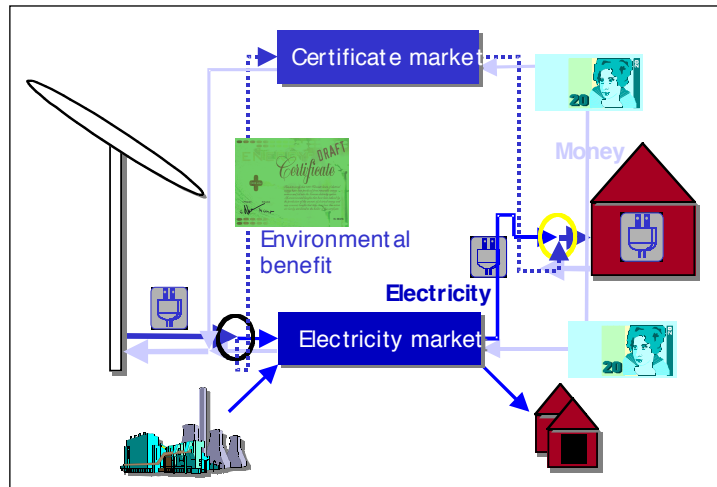 Certificate market
20
DRAFT
Certificate
Money
Environmental
benefit
Electricity
Electricity market
20